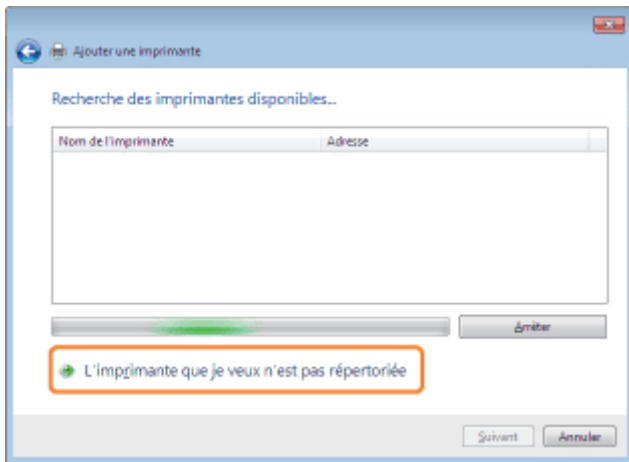 Ajouter une imprimante
Recherche des imprimantes disponibles...
Nom de l'imprimante Adresse
Arrêter
L'imprimante que je veux n'est pas répertoriée
Suivant Annuler